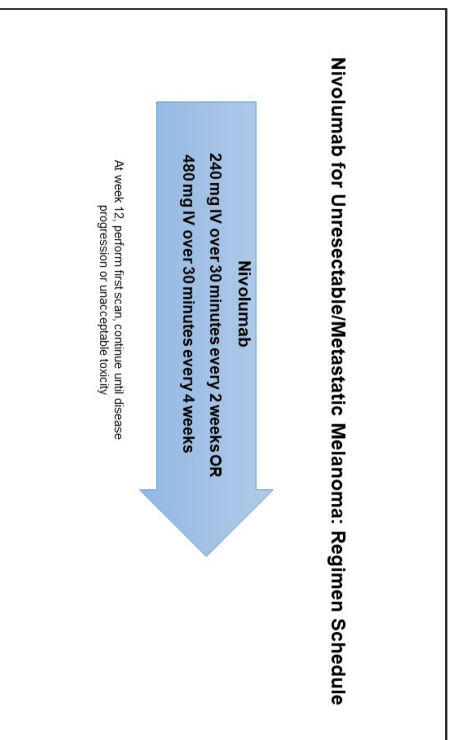 Nivolumab for Unresectable/Metastatic Melanoma: Regimen Schedule
Nivolumab
240 mg IV over 30 minutes every 2 weeks OR
480 mg IV over 30 minutes every 4 weeks
At week 12, perform first scan, continue until disease
progression or unacceptable toxicity